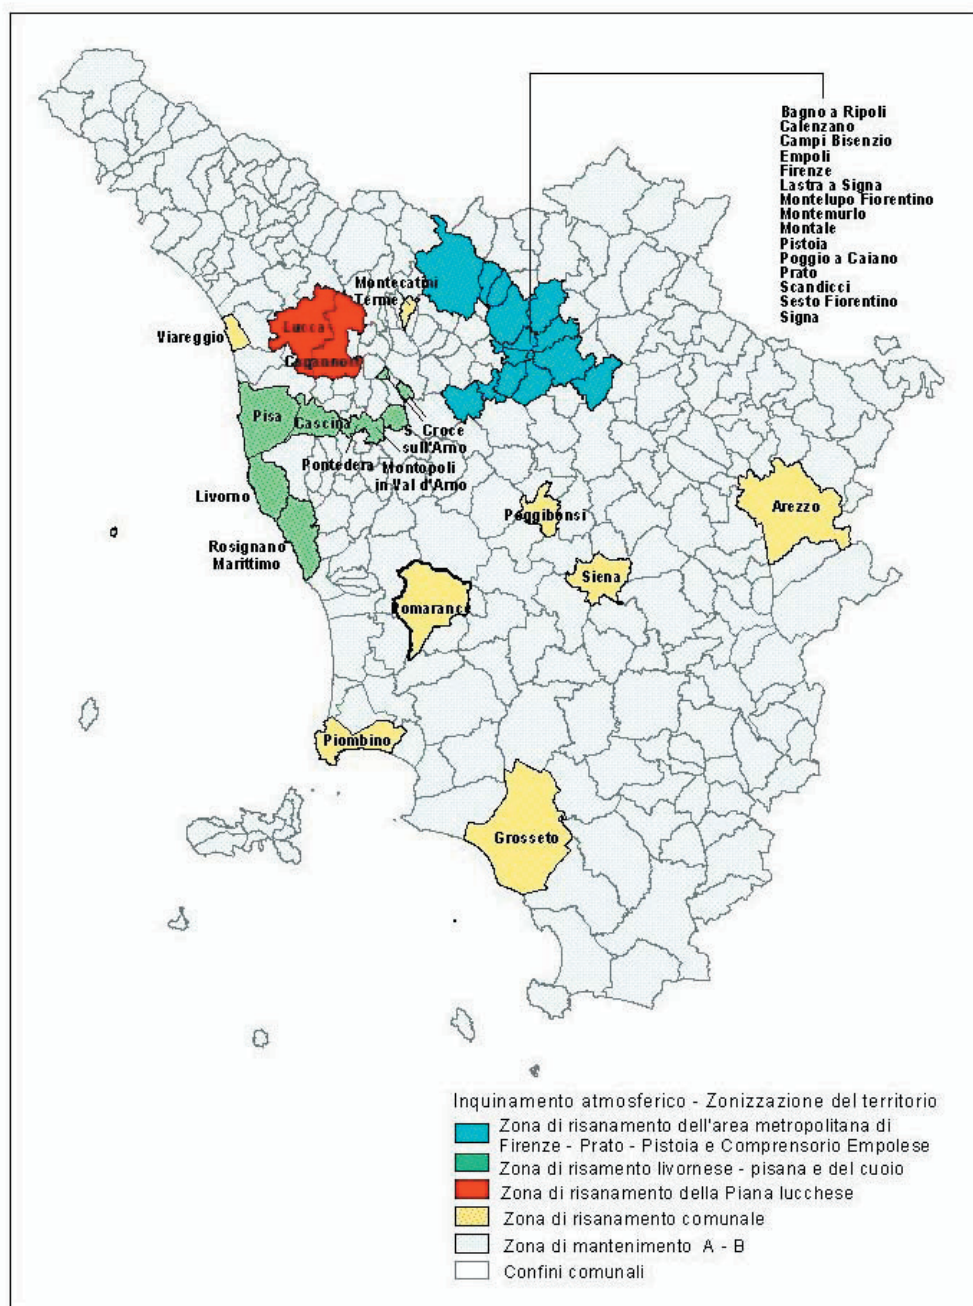 Bagno a Ripoli
Calenzano
Campi Bisenzio
Empoli
Firenze
Lastra a Signa
Montelupo Fiorentino
Montemurlo
Montale
Pistoia
Poggio a Caiano
Prato
Scandicci
Sesto Fiorentino
Signa
Montecatini
Terme
Lucca
Viareggio
Pisa
Cascina
S. Croce
sull'Arno
Pontedera
Montopoli
in Val d'Arno
Livorno
Poggibonsi
Arezzo
Rosignano
Marittimo
Siena
Pomarance
Piombino
Grosseto
Inquinamento atmosferico - Zonizzazione del territorio
Zona di risanamento dell'area metropolitana di
Firenze - Prato - Pistoia e Comprensorio Empolese
Zona di risamento livornese - pisana e del cuoio
Zona di risanamento della Piana lucchese
Zona di risanamento comunale
Zona di mantenimento A - B
Confini comunali